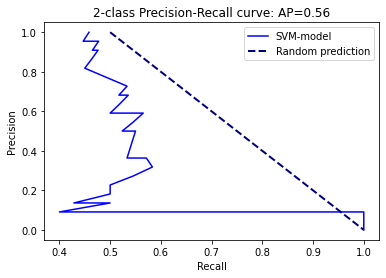 2-class Precision-Recall curve: AP=0.56
1.0
0.8
0.6
0.4
0.2
0.0
Precision
SVM-model
Random prediction
0.4
0.5
0.6
0.7
0.8
0.9
1.0
Recall